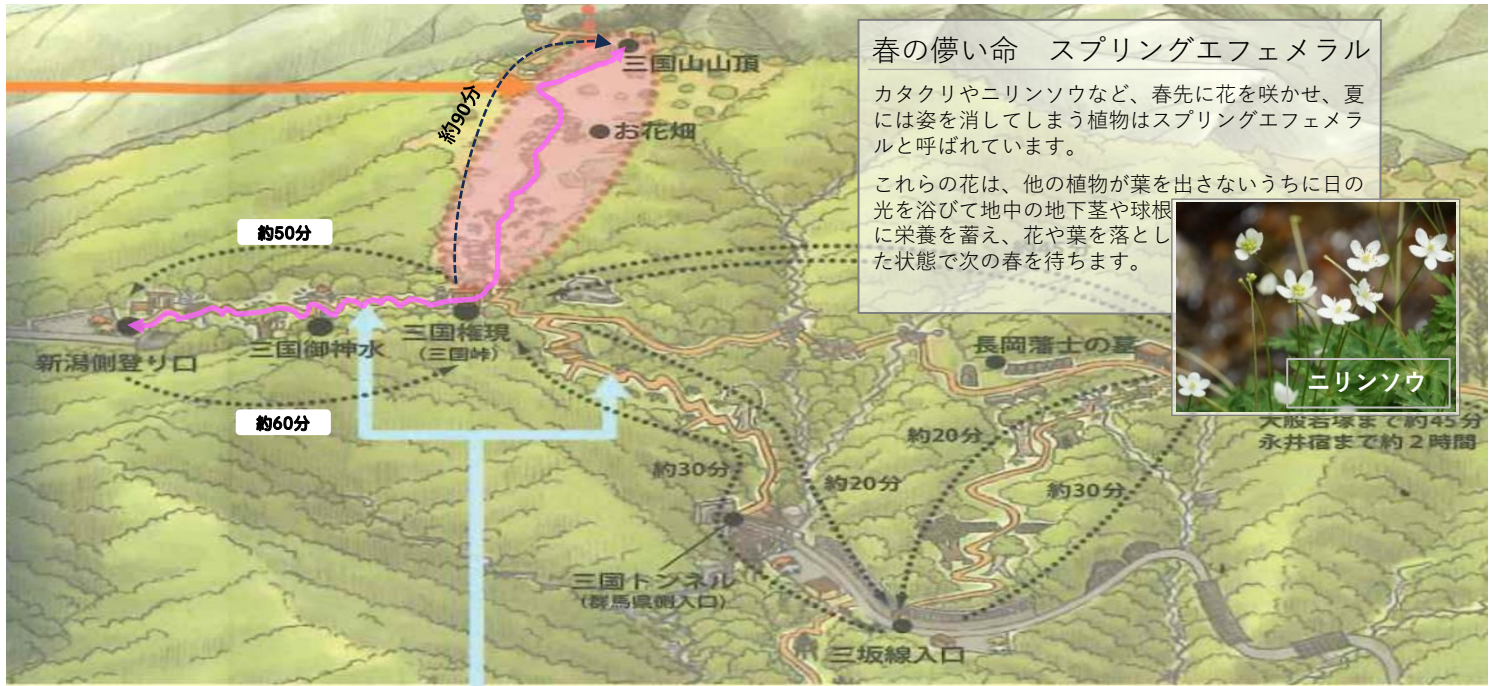 春の儚い命　スプリングエフェメラル
カタクリやニリンソウなど、春先に花を咲かせ、夏
には姿を消してしまう植物はスプリングエフェメラ
ルと呼ばれています。
これらの花は、他の植物が葉を出さないうちに日の
光を浴びて地中の地下茎や球根
に栄養を蓄え、花や葉を落とし
た状態で次の春を待ちます。
ニリンソウ
三国山山頂
約90分
お花畑
約50分
三国権現
(三国峠)
三国御神水
新潟側登り口
約60分
長岡藩士の墓
大般若塚まで約45分
永井宿まで約2時間
約20分
約30分
約20分
約30分
三国トンネル
(群馬県側入口)
三坂線入口